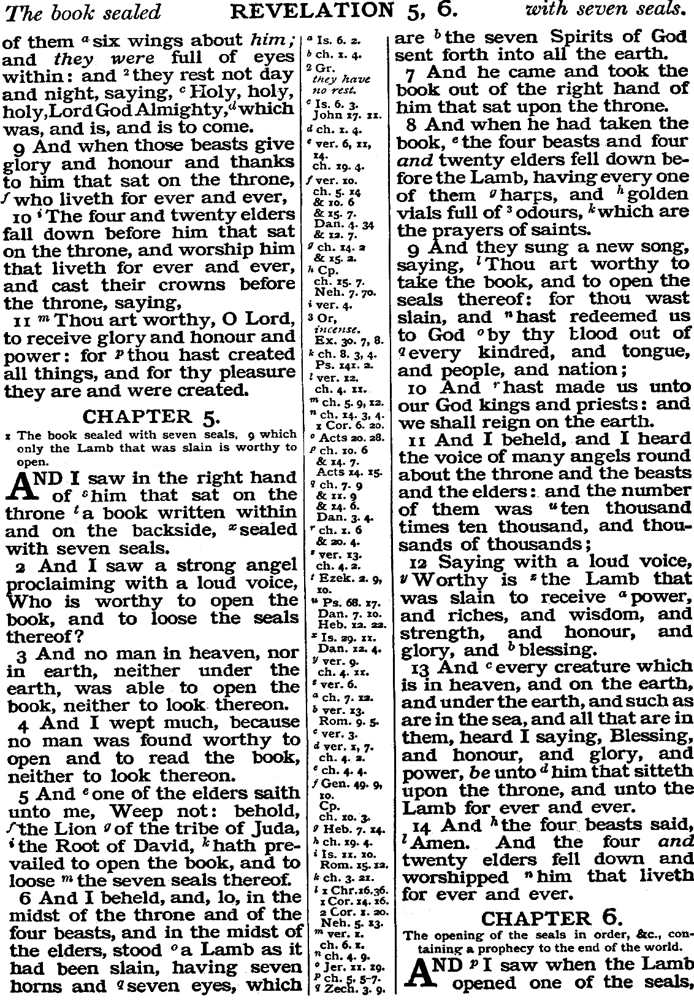 The book sealed REVELATION 5, 6. with seven seals.
of them a six wings about him;
and they were full of eyes
within: and 2 they rest not day
and night, saying, c Holy, holy,
holy, Lord God Almighty, d which
was, and is, and is to come.
9 And when those beasts give
glory and honour and thanks
to him that sat on the throne,
f who liveth for ever and ever,
10 i The four and twenty elders
fall down before him that sat
on the throne, and worship him
that liveth for ever and ever,
and cast their crowns before
the throne, saying,
11 m Thou art worthy, O Lord,
to receive glory and honour and
power: for p thou hast created
all things, and for thy pleasure
they are and were created.
CHAPTER 5.
1 The book sealed with seven seals, 9 which
only the Lamb that was slain is worthy to
open.
AND I saw in the right hand
of s him that sat on the
throne t a book written within
and on the backside, x sealed
with seven seals.
2 And I saw a strong angel
proclaiming with a loud voice,
Who is worthy to open the
book, and to loose the seals
thereof?
3 And no man in heaven, nor
in earth, neither under the
earth, was able to open the
book, neither to look thereon.
4 And I wept much, because
no man was found worthy to
open and to read the book,
neither to look thereon.
5 And e one of the elders saith
unto me, Weep not: behold,
f the Lion g of the tribe of Juda,
i the Root of David, k hath pre-
vailed to open the book, and to
loose m the seven seals thereof.
6 And I beheld, and, lo, in the
midst of the throne and of the
four beasts, and in the midst of
the elders, stood o a Lamb as it
had been slain, having seven
horns and q seven eyes, which
a Is. 6. 2.
b ch. 1. 4.
2 Gr.
they have
no rest.
c Is. 6. 3.
John 17. 11.
d ch. 1. 4.
e ver. 6, 11,
14.
ch. 19. 4.
f ver. 10.
ch. 5. 14
& 10. 6
& 15. 7.
Dan. 4. 34
& 12. 7.
g ch. 14. 2
& 15. 2.
h Cp.
ch. 15. 7.
Neh. 7. 70.
i ver. 4.
3 Or,
incense.
Ex. 30. 7, 8.
k ch. 8. 3, 4.
Ps. 141. 2.
l ver. 12.
ch. 4. 11.
m ch. 5. 9, 12.
n ch. 14. 3, 4.
1 Cor. 6. 20.
o Acts 20. 28.
p ch. 10. 6
& 14. 7.
Acts 14. 15.
q ch. 7. 9
& 11. 9
& 14. 6.
Dan. 3. 4.
r ch. 1. 6
& 20. 4.
s ver. 13.
ch. 4. 2.
t Ezek. 2. 9,
10.
u Ps. 68. 17.
Dan. 7. 10.
Heb. 12. 22.
x Is. 29. 11.
Dan. 12. 4.
y ver. 9.
ch. 4. 11.
z ver. 6.
a ch. 7. 12.
b ver. 13.
Rom. 9. 5.
c ver. 3.
d ver. 1, 7.
ch. 4. 2.
e ch. 4. 4.
f Gen. 49. 9,
10.
Cp.
ch. 10. 3.
g Heb. 7. 14.
h ch. 19. 4.
i Is. 11. 10.
Rom. 15. 12.
k ch. 3. 21.
l 1 Chr. 16. 36.
1 Cor. 14. 16.
2 Cor. 1. 20.
Neh. 5. 13.
m ver. 1.
ch. 6. 1.
n ch. 4. 9.
o Jer. 11. 19.
p ch. 5. 5-7.
q Zech. 3. 9.
are b the seven Spirits of God
sent forth into all the earth.
7 And he came and took the
book out of the right hand of
him that sat upon the throne.
8 And when he had taken the
book, e the four beasts and four
and twenty elders fell down be-
fore the Lamb, having every one
of them g harps, and h golden
vials full of 3 odours, k which are
the prayers of saints.
9 And they sung a new song,
saying, l Thou art worthy to
take the book, and to open the
seals thereof: for thou wast
slain, and n hast redeemed us
to God o by thy blood out of
q every kindred, and tongue,
and people, and nation;
10 And r hast made us unto
our God kings and priests: and
we shall reign on the earth.
11 And I beheld, and I heard
the voice of many angels round
about the throne and the beasts
and the elders: and the number
of them was u ten thousand
times ten thousand, and thou-
sands of thousands;
12 Saying with a loud voice,
y Worthy is z the Lamb that
was slain to receive a power,
and riches, and wisdom, and
strength, and honour, and
glory, and b blessing.
13 And c every creature which
is in heaven, and on the earth,
and under the earth, and such as
are in the sea, and all that are in
them, heard I saying, Blessing,
and honour, and glory, and
power, be unto d him that sitteth
upon the throne, and unto the
Lamb for ever and ever.
14 And h the four beasts said,
l Amen. And the four and
twenty elders fell down and
worshipped n him that liveth
for ever and ever.
CHAPTER 6.
The opening of the seals in order, &c., con-
taining a prophecy to the end of the world.
AND p I saw when the Lamb
opened one of the seals,